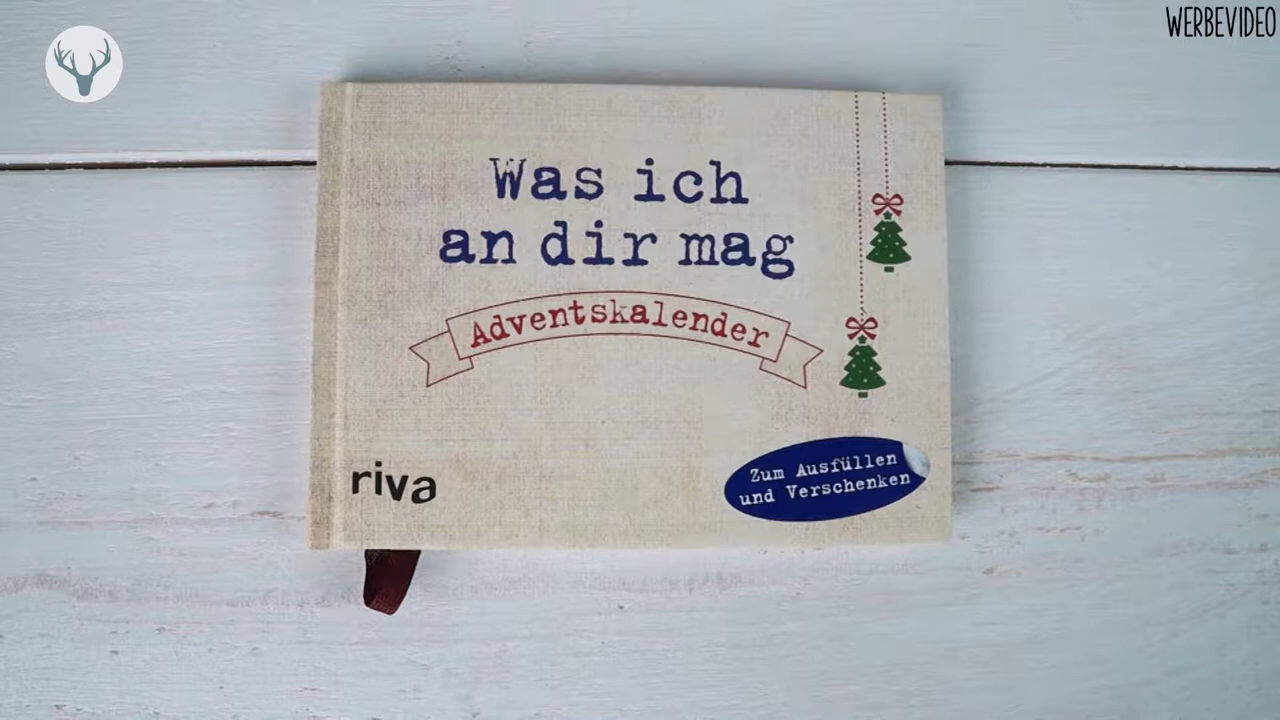 WERBEVIDEO
Was ich
an dir mag
Adventskalender
riva
Zum Ausfüllen
und Verschenken